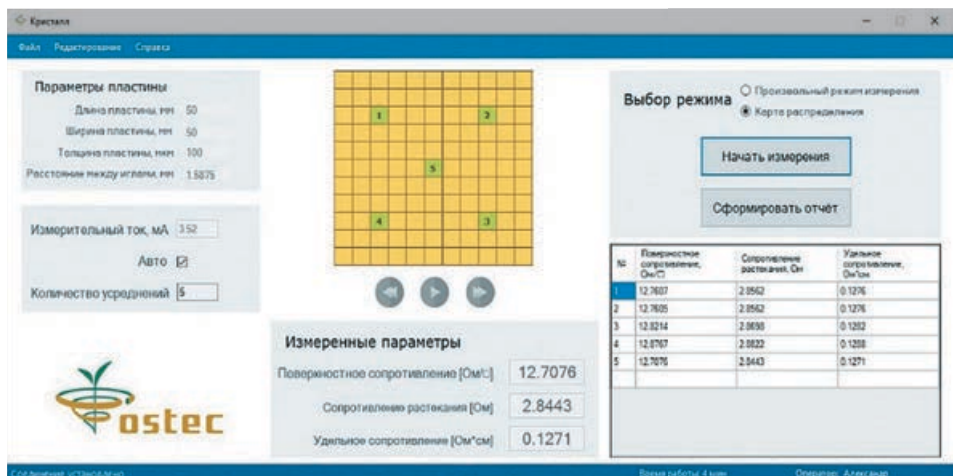 Кристалл
Файл Редактирование Справка
Параметры пластины
Длина пластины, мм 50
Ширина пластины, мм 50
Толщина пластины, мкм 100
Расстояние между иглами, мм 1.5875
Измерительный ток, мА 3.52
Авто
Количество усреднений 5
ostec
1 2
5
4 3
Измеренные параметры
Поверхностное сопротивление [Ом/□] 12.7076
Сопротивление растекания [Ом] 2.8443
Удельное сопротивление [Ом*см] 0.1271
Выбор режима
Произвольный режим измерения
Карта распределения
Начать измерения
Сформировать отчёт
№ Поверхностное сопротивление, Ом/□ Сопротивление растекания, Ом Удельное сопротивление, Ом*см
1 12.7607 2.8562 0.1276
2 12.7605 2.8562 0.1276
3 12.8214 2.8698 0.1282
4 12.8767 2.8822 0.1288
5 12.7076 2.8443 0.1271
Соединение установлено
Время работы: 4 мин
Оператор: Александр